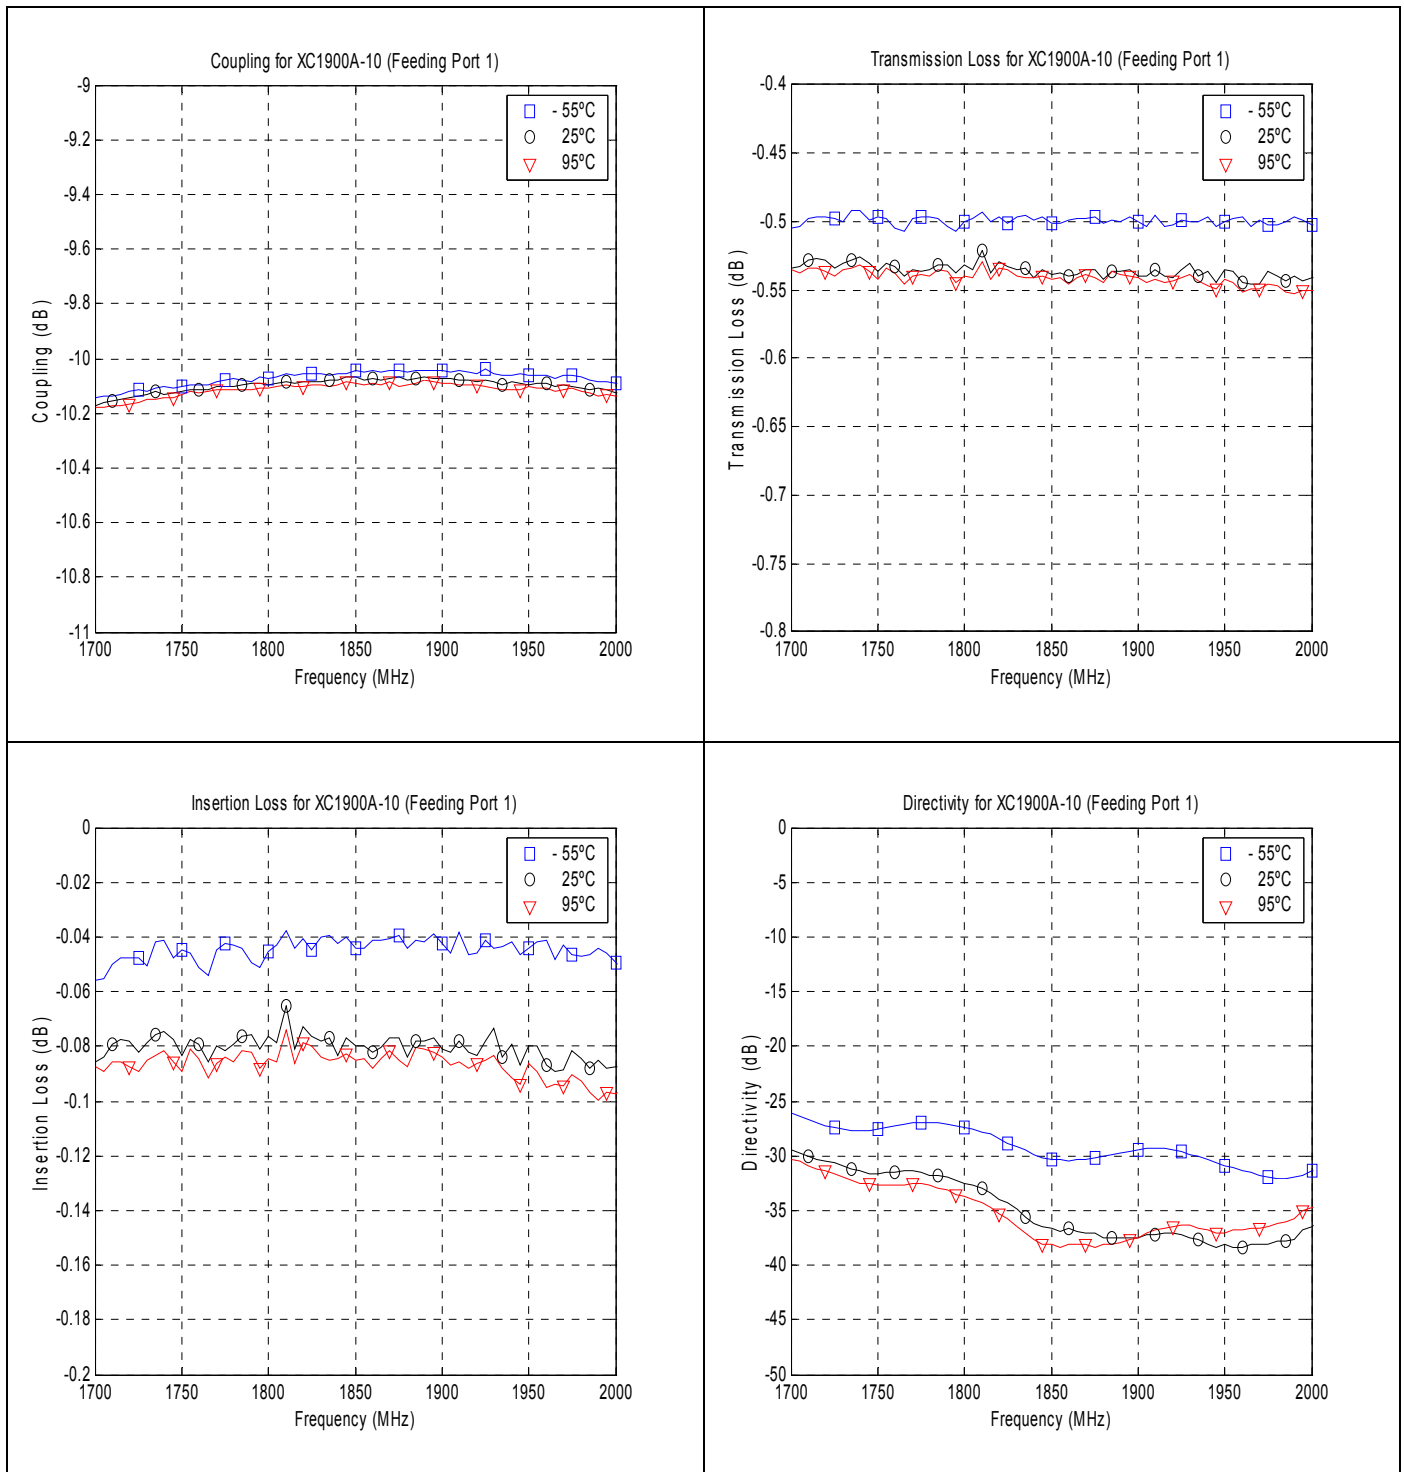 Coupling for XC1900A-10 (Feeding Port 1)
-9
-9.2
-9.4
-9.6
-9.8
-10
-10.2
-10.4
-10.6
-10.8
-11
Coupling (dB)
- 55ºC
25ºC
95ºC
1700 1750 1800 1850 1900 1950 2000
Frequency (MHz)
Transmission Loss for XC1900A-10 (Feeding Port 1)
-0.4
-0.45
-0.5
-0.55
-0.6
-0.65
-0.7
-0.75
-0.8
Transmission Loss (dB)
- 55ºC
25ºC
95ºC
1700 1750 1800 1850 1900 1950 2000
Frequency (MHz)
Insertion Loss for XC1900A-10 (Feeding Port 1)
0
-0.02
-0.04
-0.06
-0.08
-0.1
-0.12
-0.14
-0.16
-0.18
-0.2
Insertion Loss (dB)
- 55ºC
25ºC
95ºC
1700 1750 1800 1850 1900 1950 2000
Frequency (MHz)
Directivity for XC1900A-10 (Feeding Port 1)
0
-5
-10
-15
-20
-25
-30
-35
-40
-45
-50
Directivity (dB)
- 55ºC
25ºC
95ºC
1700 1750 1800 1850 1900 1950 2000
Frequency (MHz)